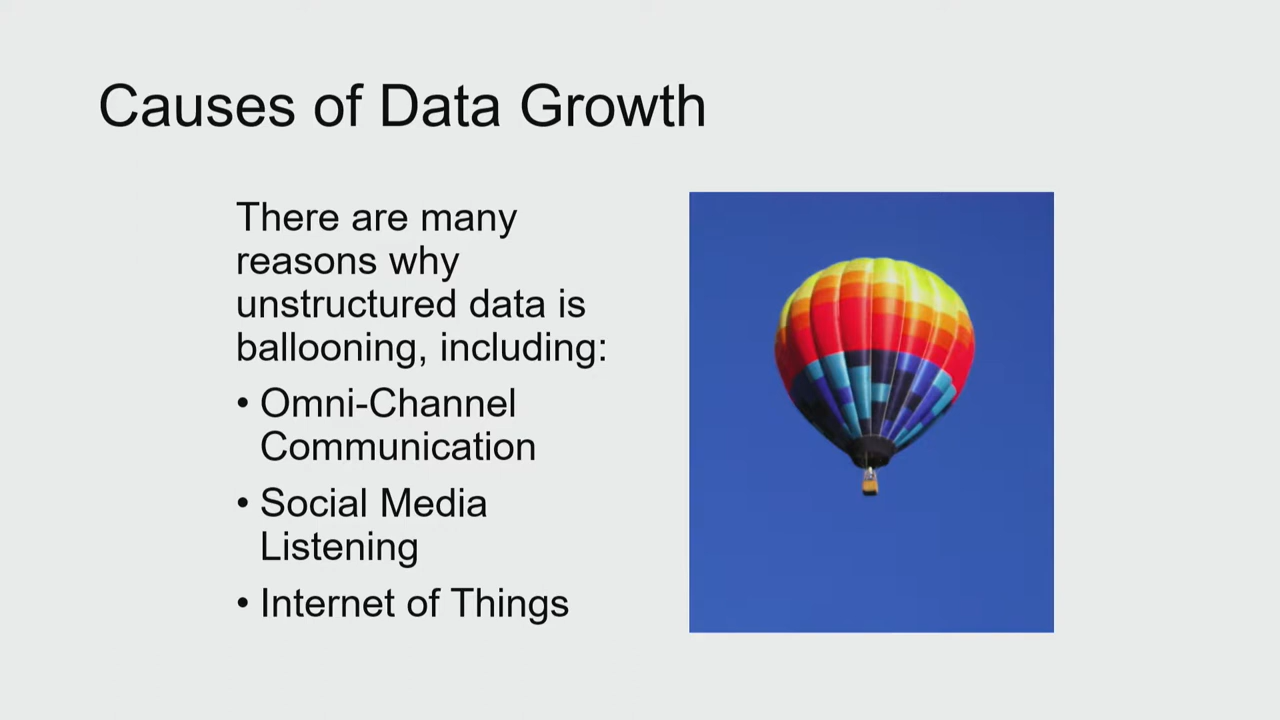 Causes of Data Growth
There are many
reasons why
unstructured data is
ballooning, including:
• Omni-Channel
Communication
• Social Media
Listening
• Internet of Things